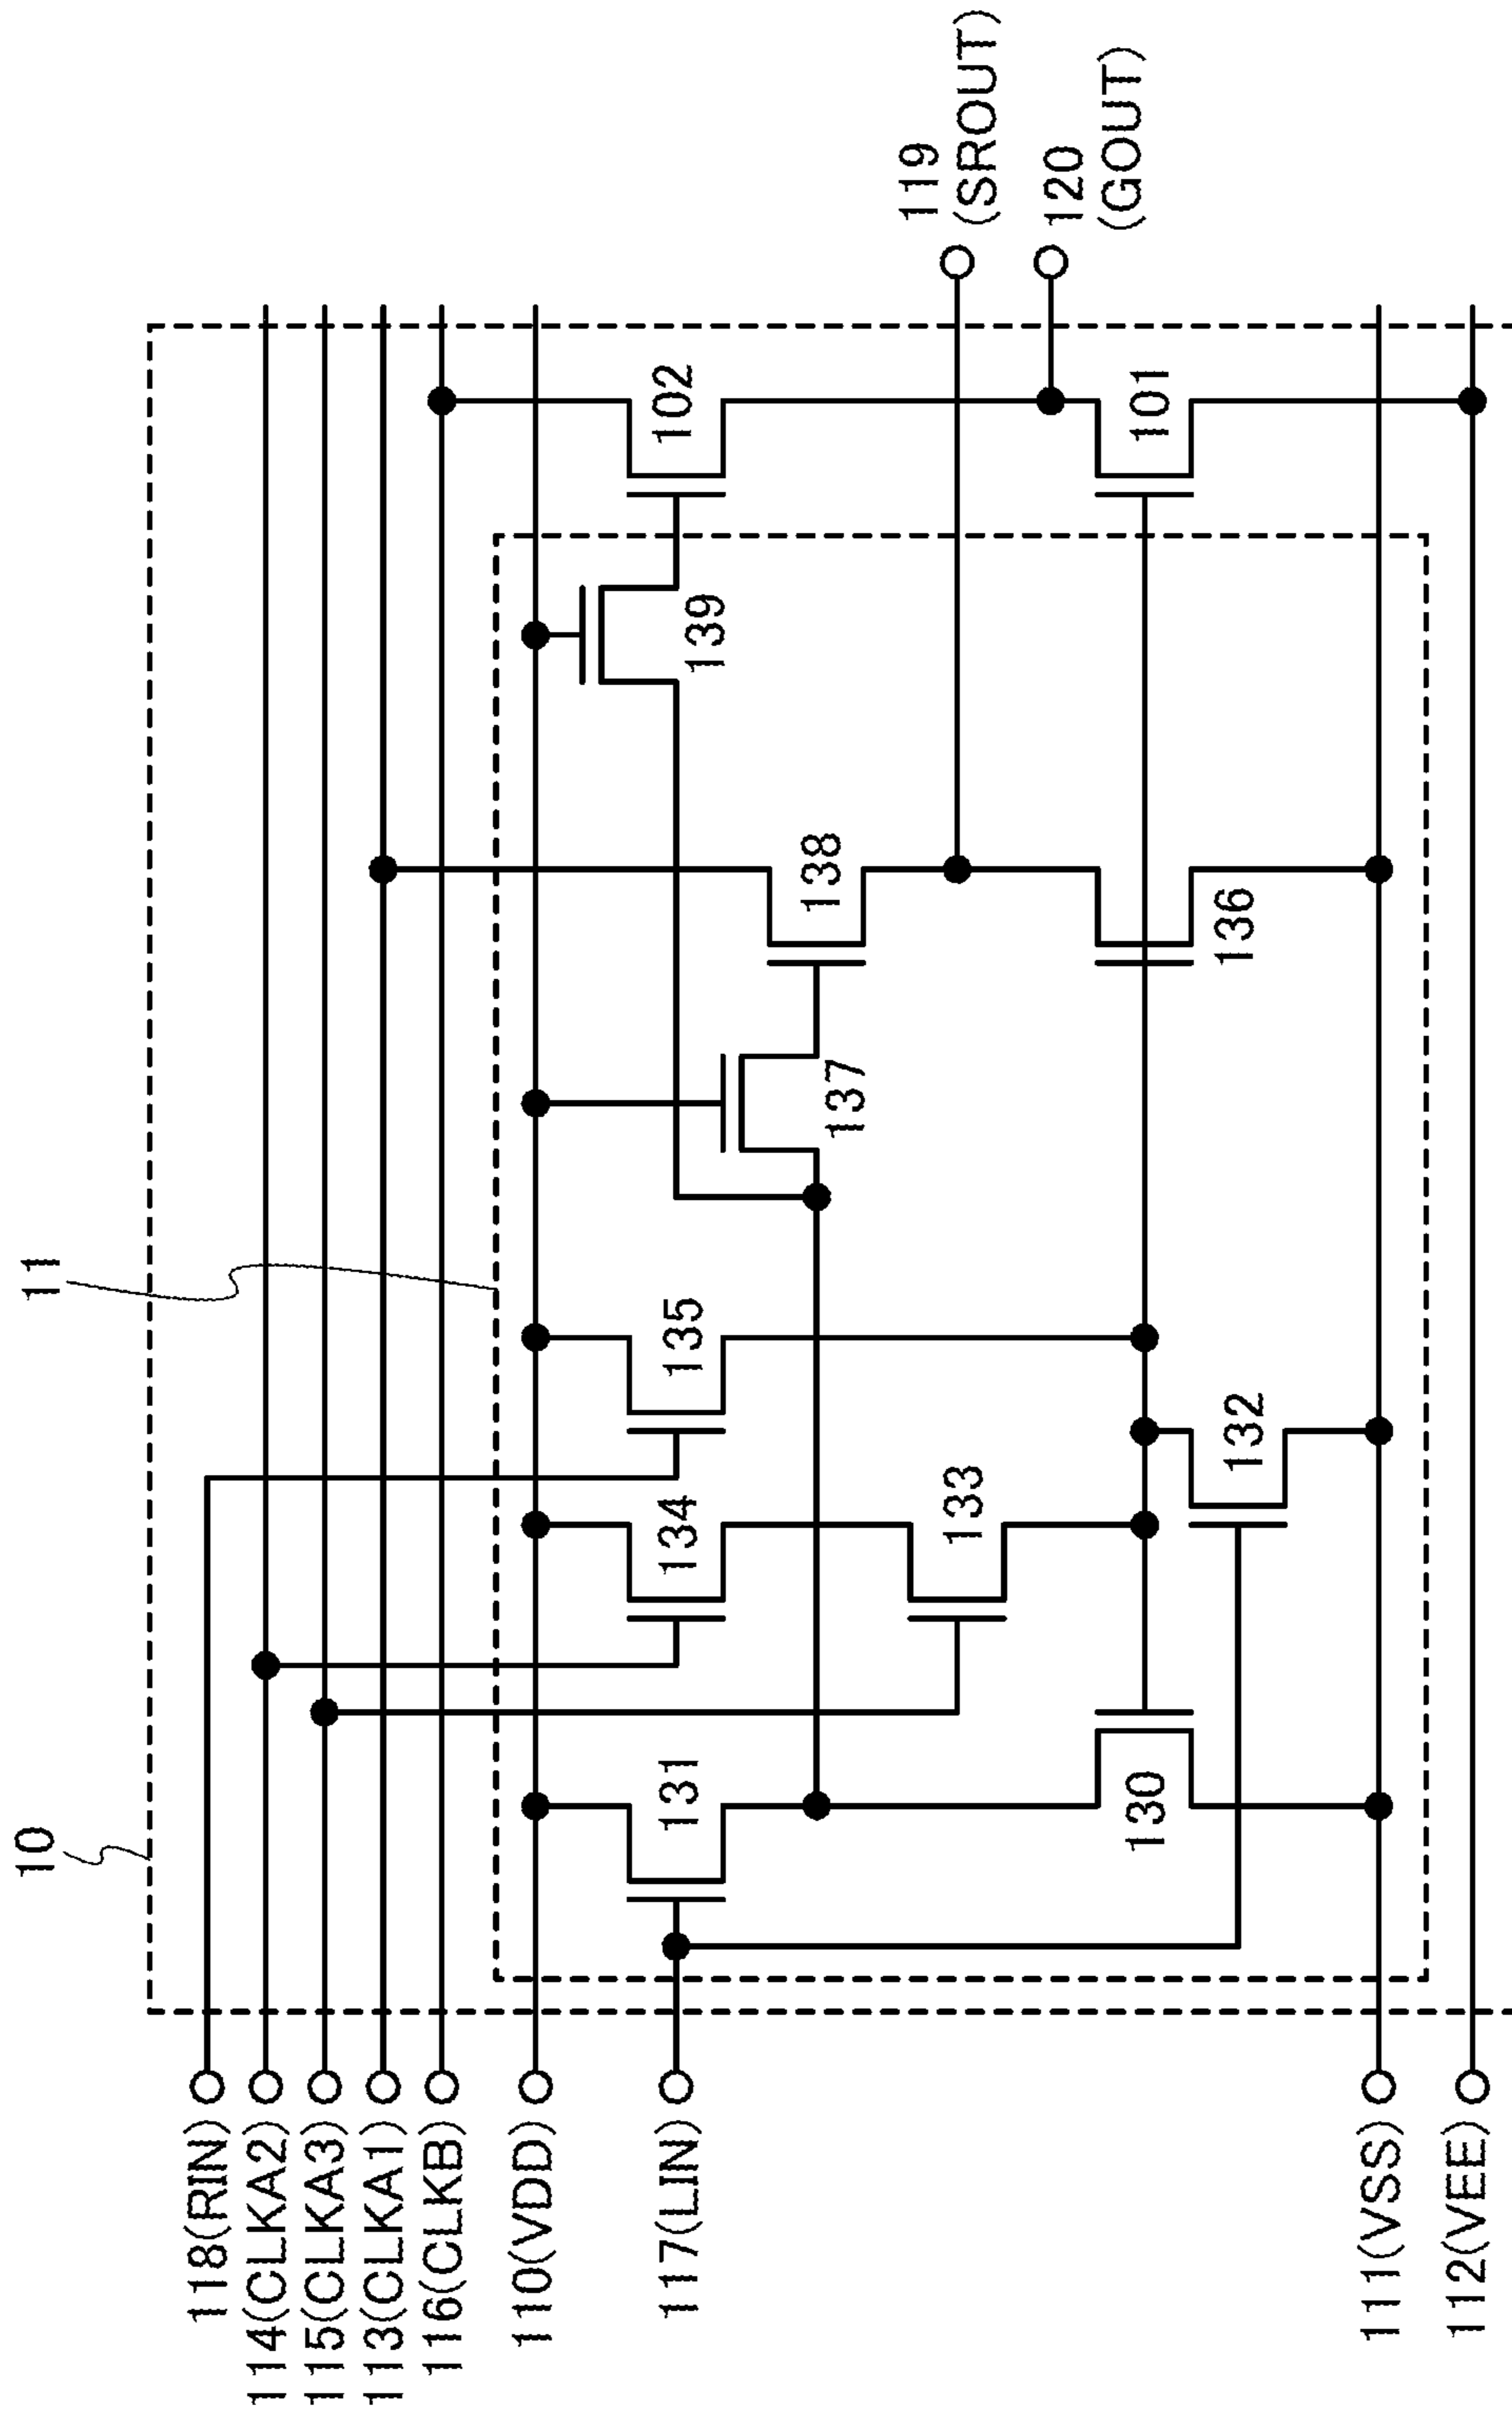 10
11
118(RIN)
114(CLKA2)
115(CLKA3)
113(CLKA1)
116(CLKB)
110(VDD)
117(LIN)
111(VSS)
112(VEE)
131
130
134
133
132
135
137
138
136
139
102
101
119
(SROUT)
120
(GOUT)